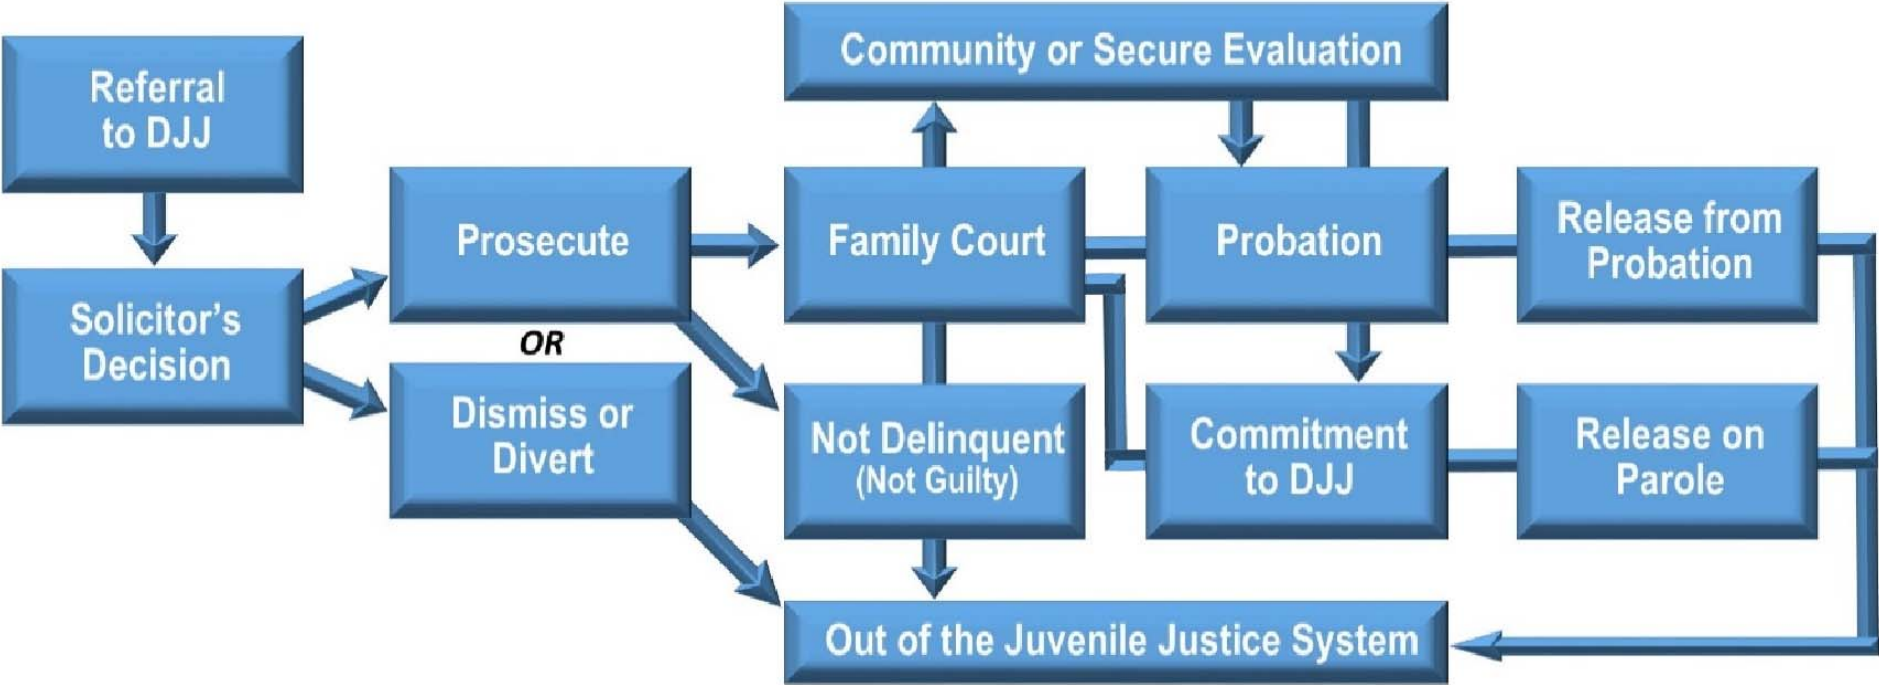 Referral
to DJJ
Solicitor's
Decision
Prosecute
OR
Dismiss or
Divert
Community or Secure Evaluation
Family Court
Probation
Release from
Probation
Not Delinquent
(Not Guilty)
Commitment
to DJJ
Release on
Parole
Out of the Juvenile Justice System